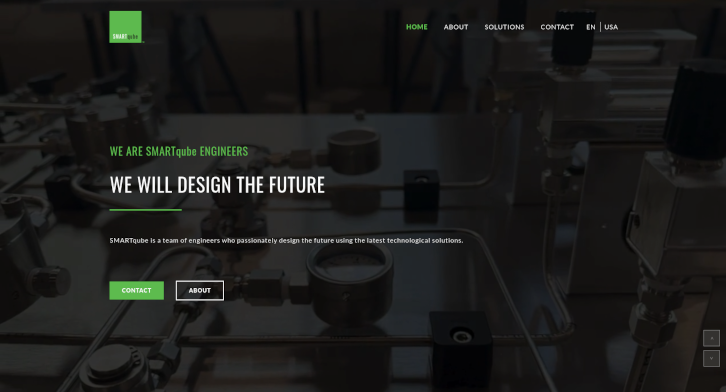 SMARTqube
HOME ABOUT SOLUTIONS CONTACT EN USA
WE ARE SMARTqube ENGINEERS
WE WILL DESIGN THE FUTURE
SMARTqube is a team of engineers who passionately design the future using the latest technological solutions.
CONTACT ABOUT